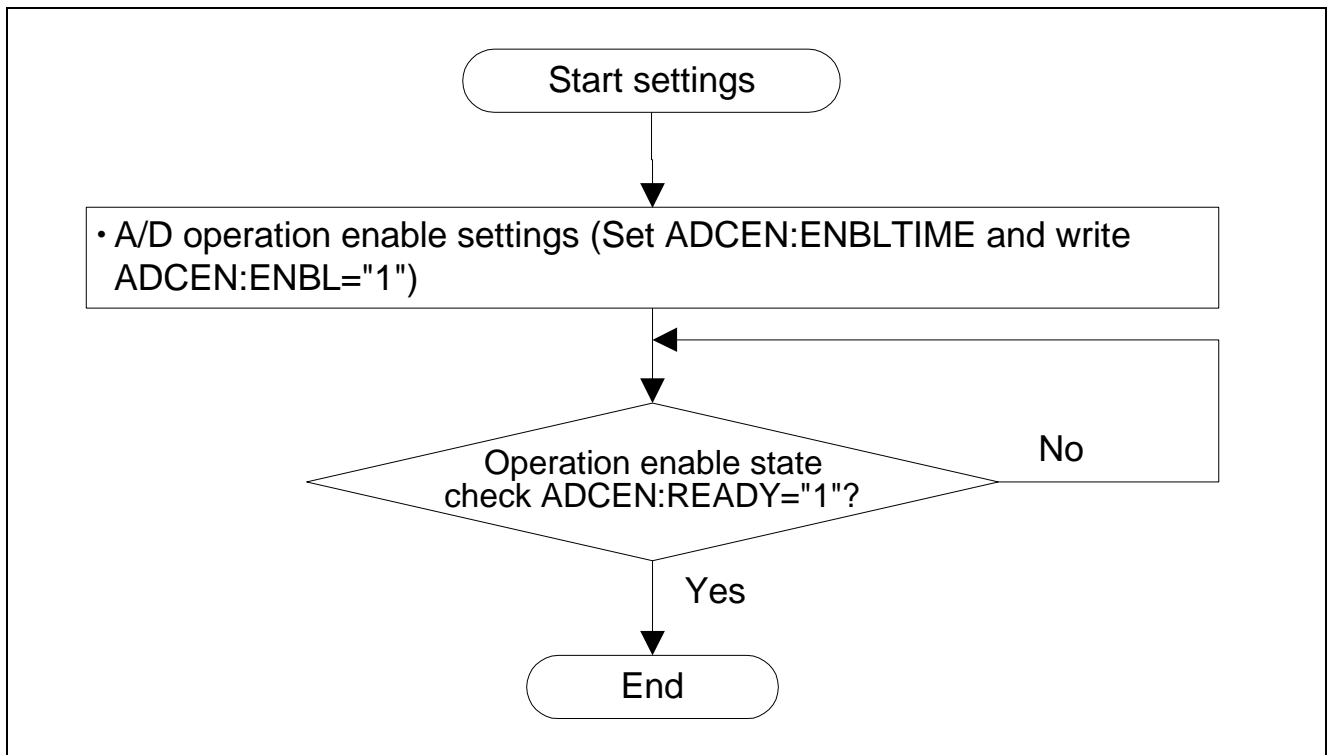 Start settings
・A/D operation enable settings (Set ADCEN:ENBLTIME and write
ADCEN:ENBL="1")
Operation enable state
check ADCEN:READY="1"?
No
Yes
End